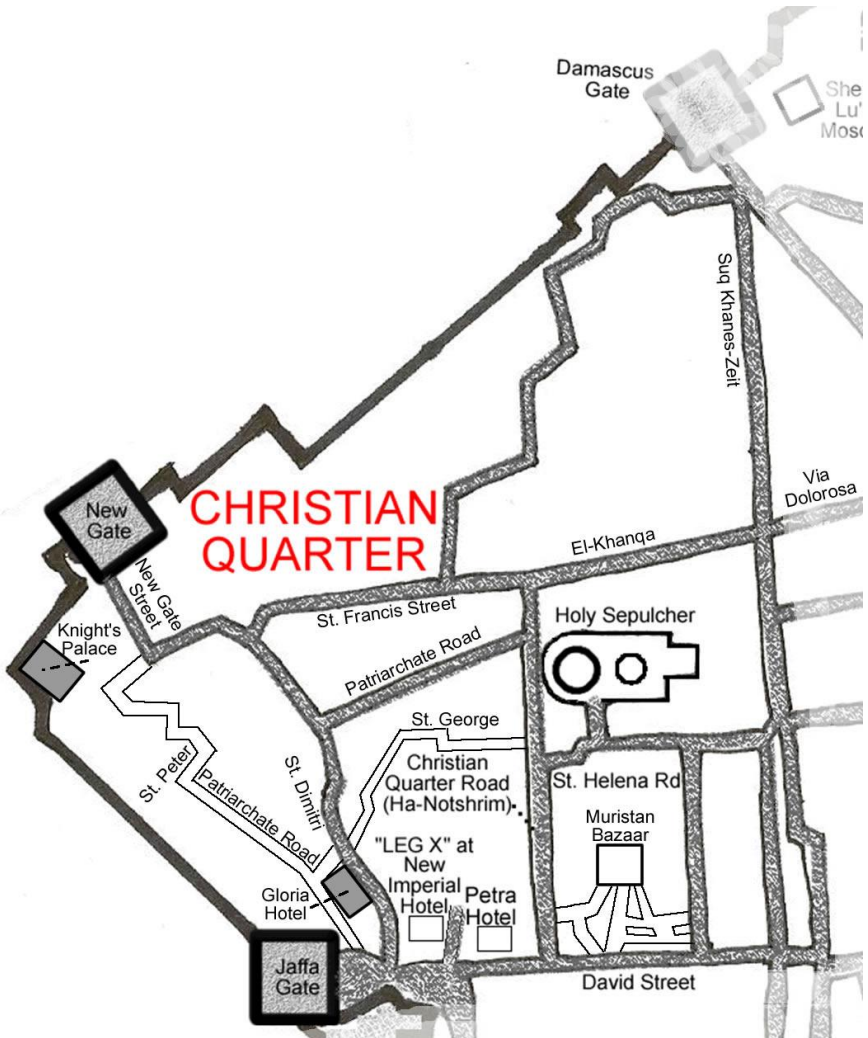 Damascus
Gate
Suq Khanes-Zeit
Via
Dolorosa
New
Gate
CHRISTIAN
QUARTER
El-Khanqa
New Gate
Street
St. Francis Street
Knight's
Palace
Holy Sepulcher
Patriarchate Road
St. George
St. Peter
Patriarchate Road
St. Dimitri
Christian
Quarter Road
(Ha-Notshrim)
St. Helena Rd
Muristan
Bazaar
"LEG X" at
New
Imperial
Hotel
Petra
Hotel
Gloria
Hotel
Jaffa
Gate
David Street